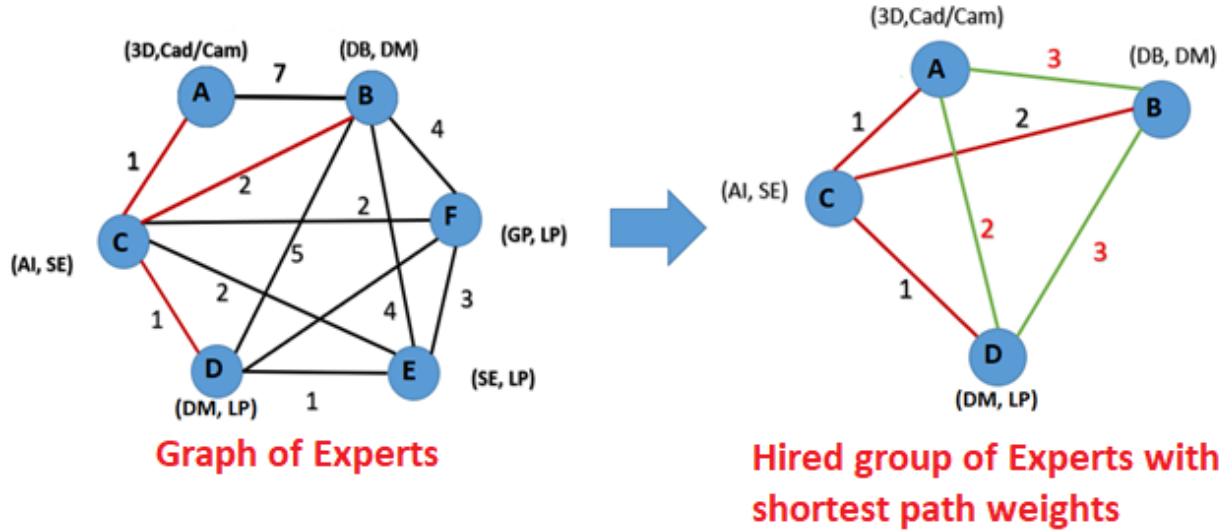 (3D,Cad/Cam)
(3D,Cad/Cam)
(DB, DM)
7
3
(DB, DM)
A
B
A
B
4
1
2
1
2
2
F
(AI, SE)
C
C
(GP, LP)
(AI, SE)
5
2
3
2
3
1
4
1
D
E
D
(SE, LP)
(DM, LP)
1
(DM, LP)
Graph of Experts
Hired group of Experts with
shortest path weights